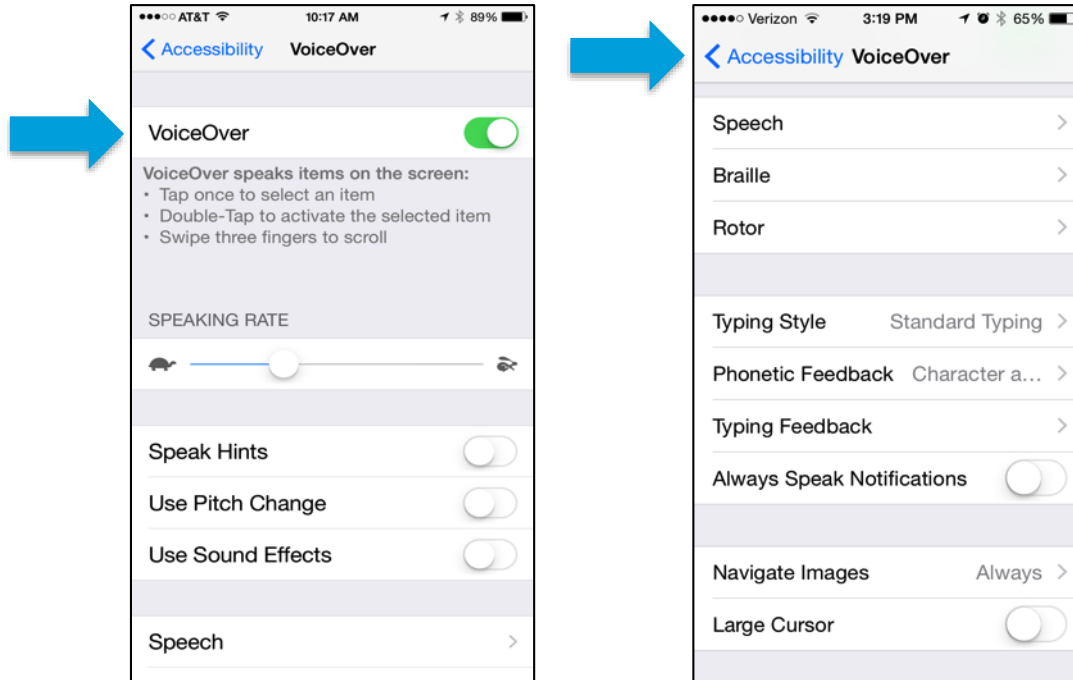 AT&T 10:17 AM 89%
Accessibility VoiceOver
VoiceOver
VoiceOver speaks items on the screen:
• Tap once to select an item
• Double-Tap to activate the selected item
• Swipe three fingers to scroll
SPEAKING RATE
Speak Hints
Use Pitch Change
Use Sound Effects
Speech
Verizon 3:19 PM 65%
Accessibility VoiceOver
Speech
Braille
Rotor
Typing Style Standard Typing
Phonetic Feedback Character a...
Typing Feedback
Always Speak Notifications
Navigate Images Always
Large Cursor